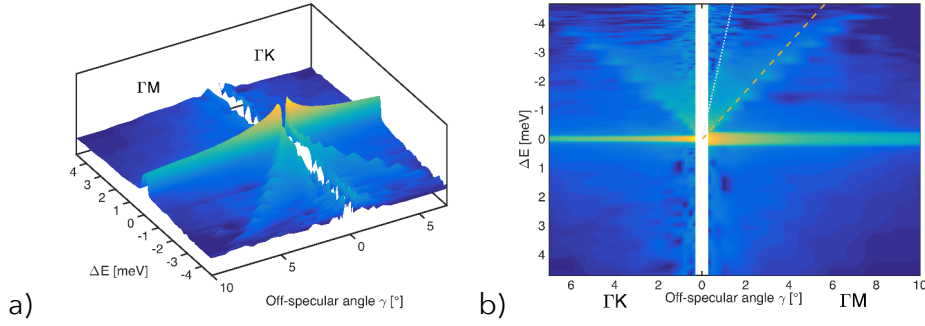 ΓM
ΓK
4
3
2
1
0
-1
-2
-3
-4
ΔE [meV]
10
5
0
5
Off-specular angle γ [°]
a)
-4
-3
-2
-1
0
1
2
3
4
ΔE [meV]
6 4 2 0 2 4 6 8 10
ΓK Off-specular angle γ [°] ΓM
b)